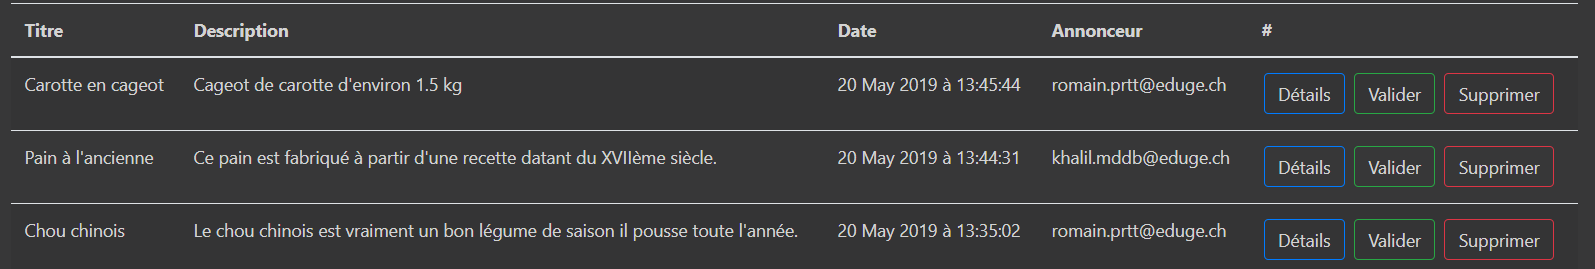 Titre Description Date Annonceur #
Carotte en cageot Cageot de carotte d'environ 1.5 kg 20 May 2019 à 13:45:44 romain.prtt@eduge.ch Détails Valider Supprimer
Pain à l'ancienne Ce pain est fabriqué à partir d'une recette datant du XVIIème siècle. 20 May 2019 à 13:44:31 khalil.mddb@eduge.ch Détails Valider Supprimer
Chou chinois Le chou chinois est vraiment un bon légume de saison il pousse toute l'année. 20 May 2019 à 13:35:02 romain.prtt@eduge.ch Détails Valider Supprimer